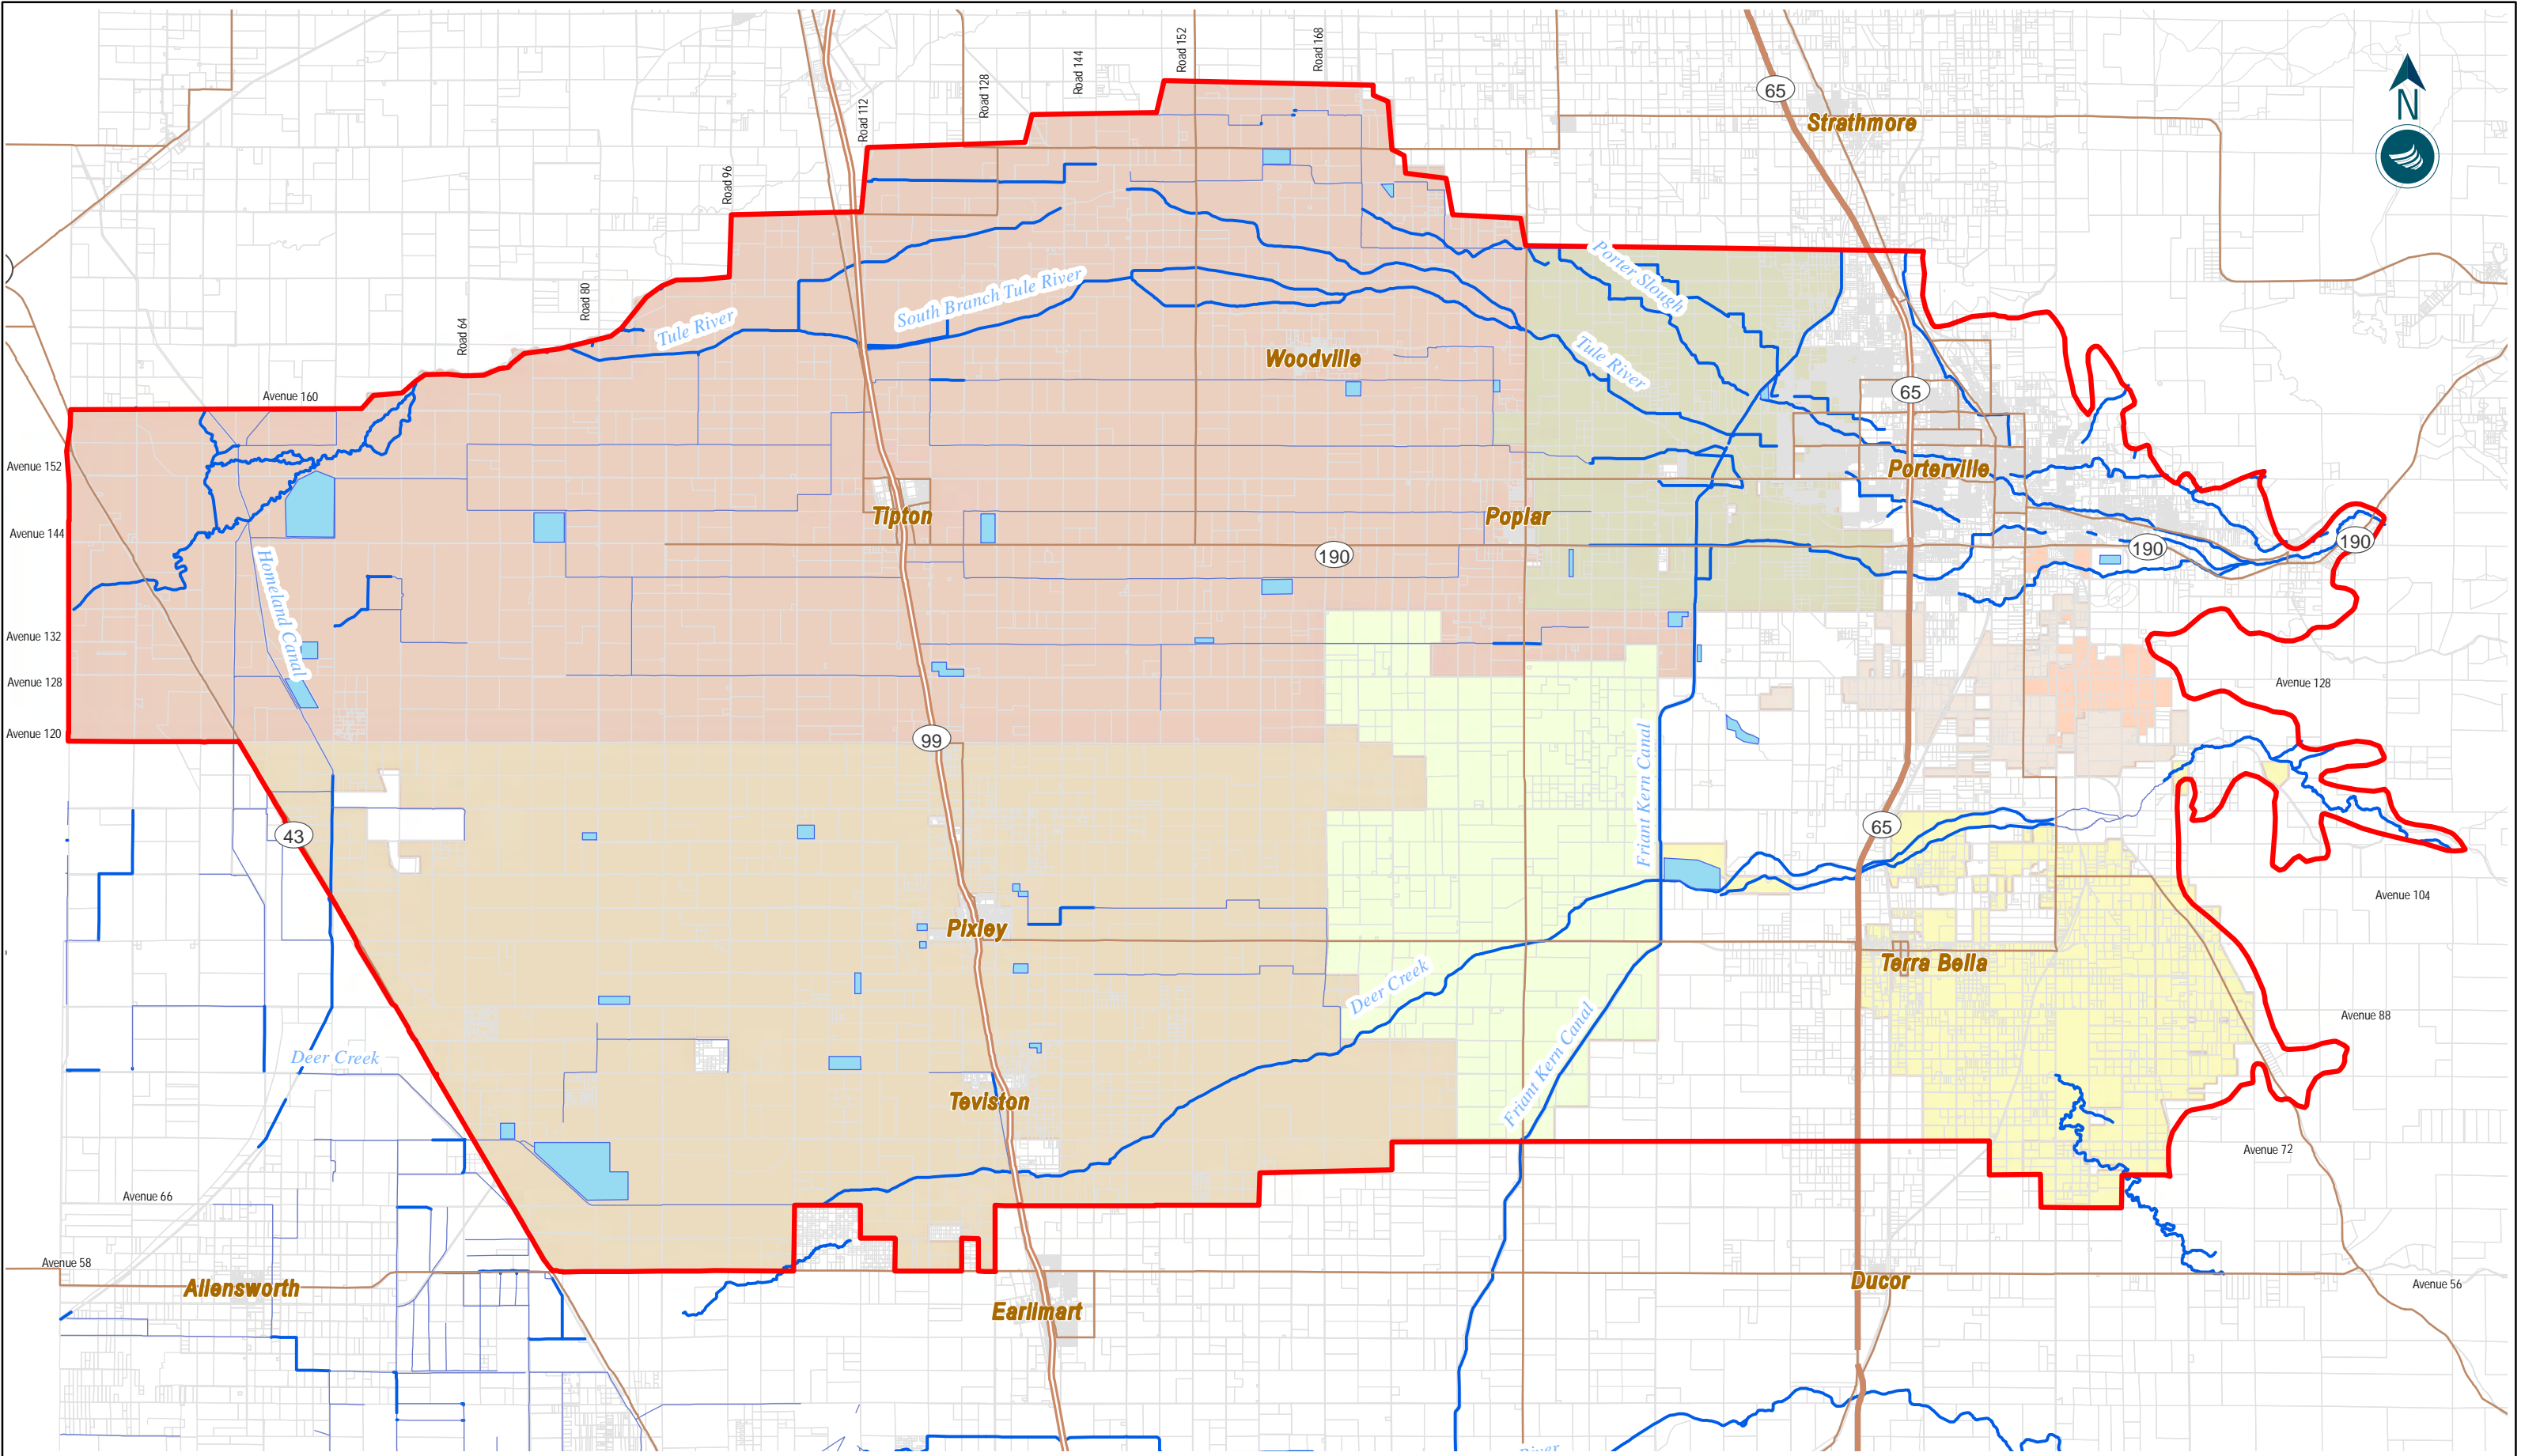 Road 152
Road 168
Road 144
Road 128
Road 112
65
Strathmore
N
Road 96
Road 80
Road 64
Porter Slough
South Branch Tule River
Tule River
Tule River
Woodville
65
Avenue 160
Avenue 152
Porterville
Tipton
Poplar
Avenue 144
190
190
190
Homeland Canal
Avenue 132
Avenue 128
Avenue 128
Avenue 120
99
Friant Kern Canal
43
65
Avenue 104
Pixley
Terra Bella
Deer Creek
Avenue 88
Deer Creek
Friant Kern Canal
Teviston
Avenue 72
Avenue 66
Avenue 58
Allensworth
Ducor
Avenue 56
Earlimart
River